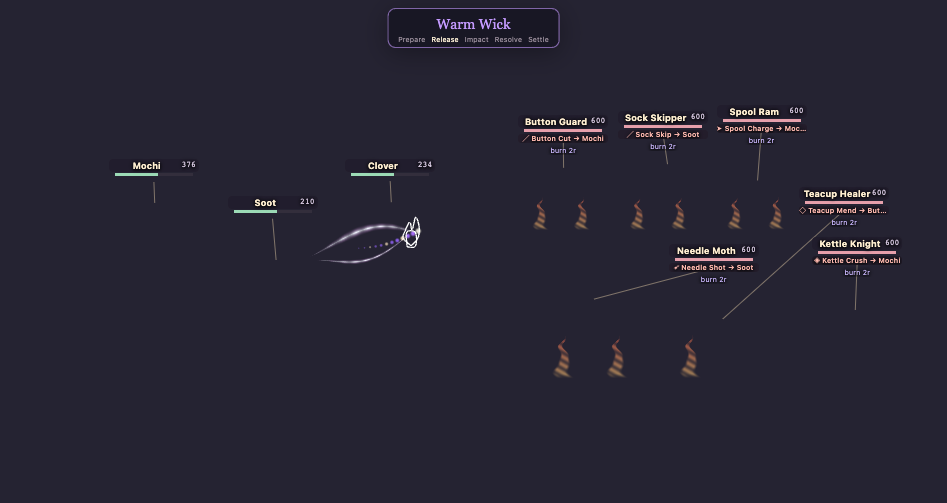 Warm Wick
Prepare Release Impact Resolve Settle
Mochi 376
Soot 210
Clover 234
Button Guard 600
Button Cut → Mochi
burn 2r
Sock Skipper 600
Sock Skip → Soot
burn 2r
Spool Ram 600
Spool Charge → Moc...
burn 2r
Teacup Healer 600
Teacup Mend → But...
burn 2r
Needle Moth 600
Needle Shot → Soot
burn 2r
Kettle Knight 600
Kettle Crush → Mochi
burn 2r